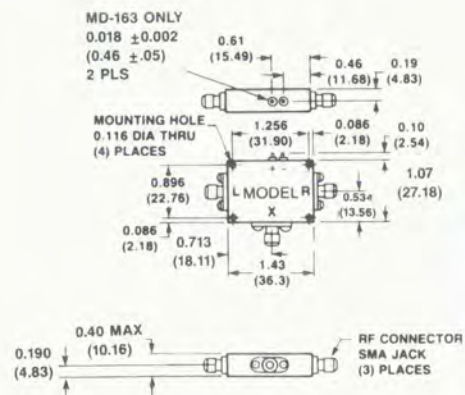 MD-163 ONLY
0.018 ±0.002
(0.46 ±.05)
2 PLS
0.61
(15.49)
0.46
(11.68)
0.19
(4.83)
MOUNTING HOLE
0.116 DIA THRU
(4) PLACES
1.256
(31.90)
0.086
(2.18)
0.10
(2.54)
0.896
(22.76)
L MODEL R
X
0.534
(13.56)
1.07
(27.18)
0.086
(2.18)
0.713
(18.11)
1.43
(36.3)
0.40 MAX
(10.16)
0.190
(4.83)
RF CONNECTOR
SMA JACK
(3) PLACES